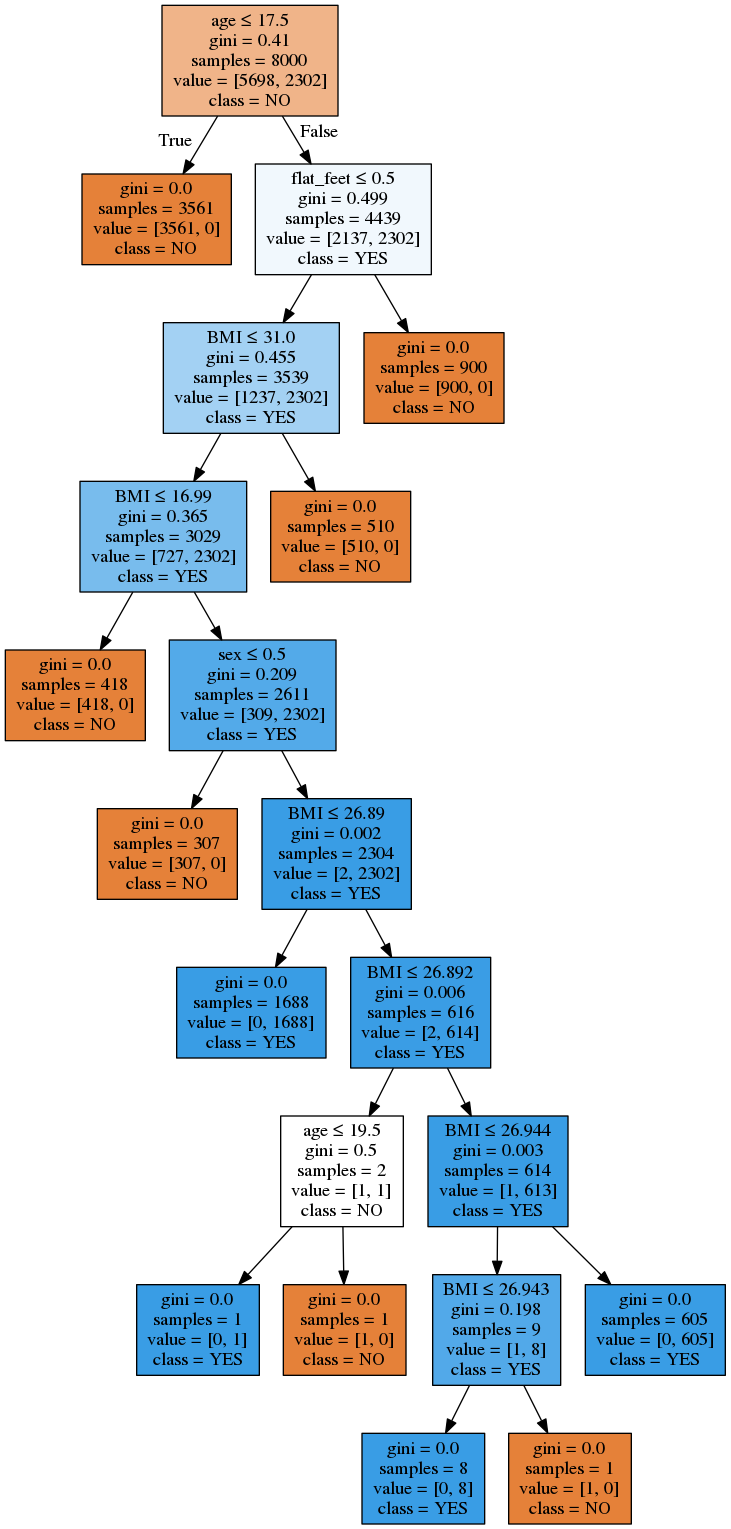 age ≤ 17.5
gini = 0.41
samples = 8000
value = [5698, 2302]
class = NO
True
False
gini = 0.0
samples = 3561
value = [3561, 0]
class = NO
flat_feet ≤ 0.5
gini = 0.499
samples = 4439
value = [2137, 2302]
class = YES
BMI ≤ 31.0
gini = 0.455
samples = 3539
value = [1237, 2302]
class = YES
gini = 0.0
samples = 900
value = [900, 0]
class = NO
BMI ≤ 16.99
gini = 0.365
samples = 3029
value = [727, 2302]
class = YES
gini = 0.0
samples = 510
value = [510, 0]
class = NO
gini = 0.0
samples = 418
value = [418, 0]
class = NO
sex ≤ 0.5
gini = 0.209
samples = 2611
value = [309, 2302]
class = YES
gini = 0.0
samples = 307
value = [307, 0]
class = NO
BMI ≤ 26.89
gini = 0.002
samples = 2304
value = [2, 2302]
class = YES
gini = 0.0
samples = 1688
value = [0, 1688]
class = YES
BMI ≤ 26.892
gini = 0.006
samples = 616
value = [2, 614]
class = YES
age ≤ 19.5
gini = 0.5
samples = 2
value = [1, 1]
class = NO
BMI ≤ 26.944
gini = 0.003
samples = 614
value = [1, 613]
class = YES
gini = 0.0
samples = 1
value = [0, 1]
class = YES
gini = 0.0
samples = 1
value = [1, 0]
class = NO
BMI ≤ 26.943
gini = 0.198
samples = 9
value = [1, 8]
class = YES
gini = 0.0
samples = 605
value = [0, 605]
class = YES
gini = 0.0
samples = 8
value = [0, 8]
class = YES
gini = 0.0
samples = 1
value = [1, 0]
class = NO